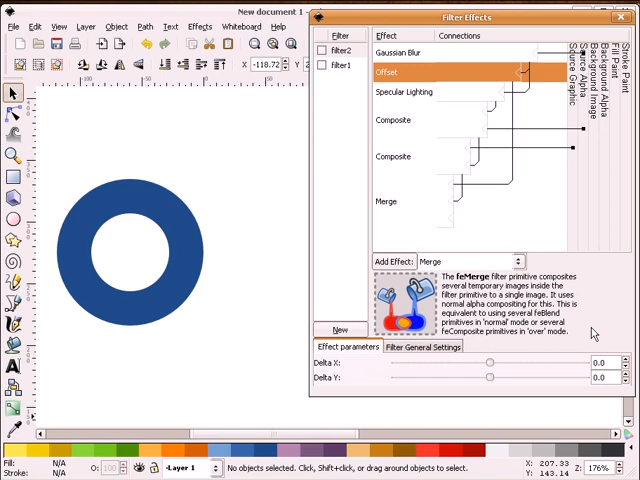 New document 1
Filter Effects
File Edit View Layer Object Path Text Effects Whiteboard Help
X: -118.72
Filter
filter2
filter1
New
Effect Connections
Gaussian Blur
Offset
Specular Lighting
Composite
Composite
Merge
Source Graphic
Source Alpha
Background Image
Background Alpha
Fill Paint
Stroke Paint
Add Effect: Merge
The feMerge filter primitive composites
several temporary images inside the
filter primitive to a single image. It uses
normal alpha compositing for this. This is
equivalent to using several feBlend
primitives in 'normal' mode or several
feComposite primitives in 'over' mode.
Effect parameters Filter General Settings
Delta X: 0.0
Delta Y: 0.0
Fill: N/A
Stroke: N/A
O: 100
Layer 1
No objects selected. Click, Shift+click, or drag around objects to select.
X: 207.33
Y: 143.14
Z: 176%